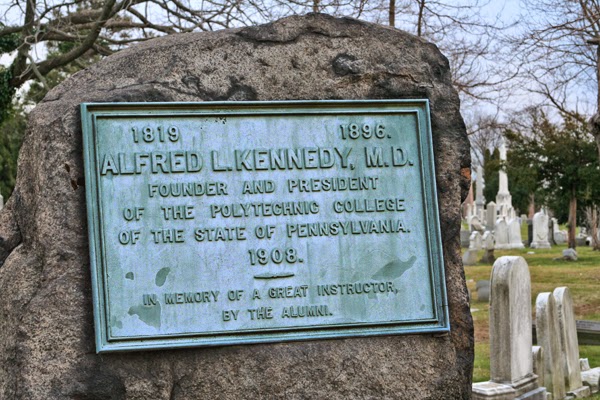 1819 1896.
ALFRED L. KENNEDY, M.D.
FOUNDER AND PRESIDENT
OF THE POLYTECHNIC COLLEGE
OF THE STATE OF PENNSYLVANIA.
1908.
IN MEMORY OF A GREAT INSTRUCTOR,
BY THE ALUMNI.